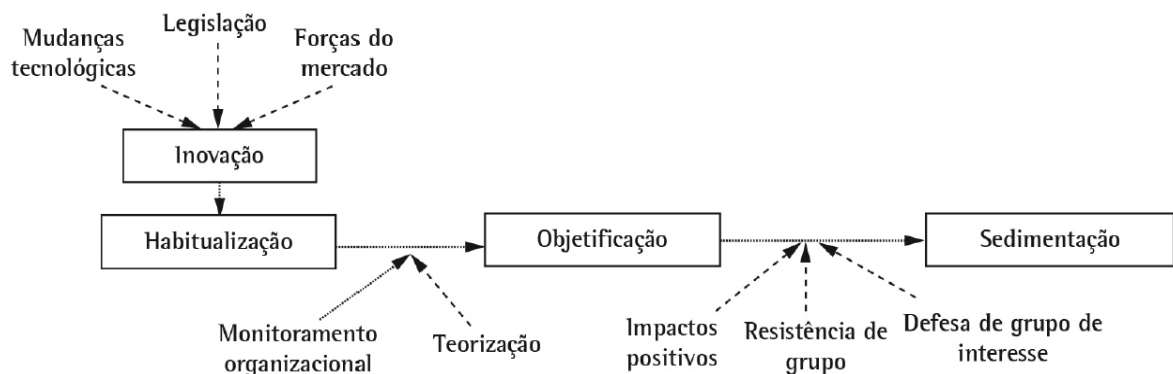 Legislação
Mudanças
tecnológicas
Forças do
mercado
Inovação
Habitualização
Objetificação
Sedimentação
Monitoramento
organizacional
Teorização
Impactos
positivos
Resistência de
grupo
Defesa de grupo de
interesse